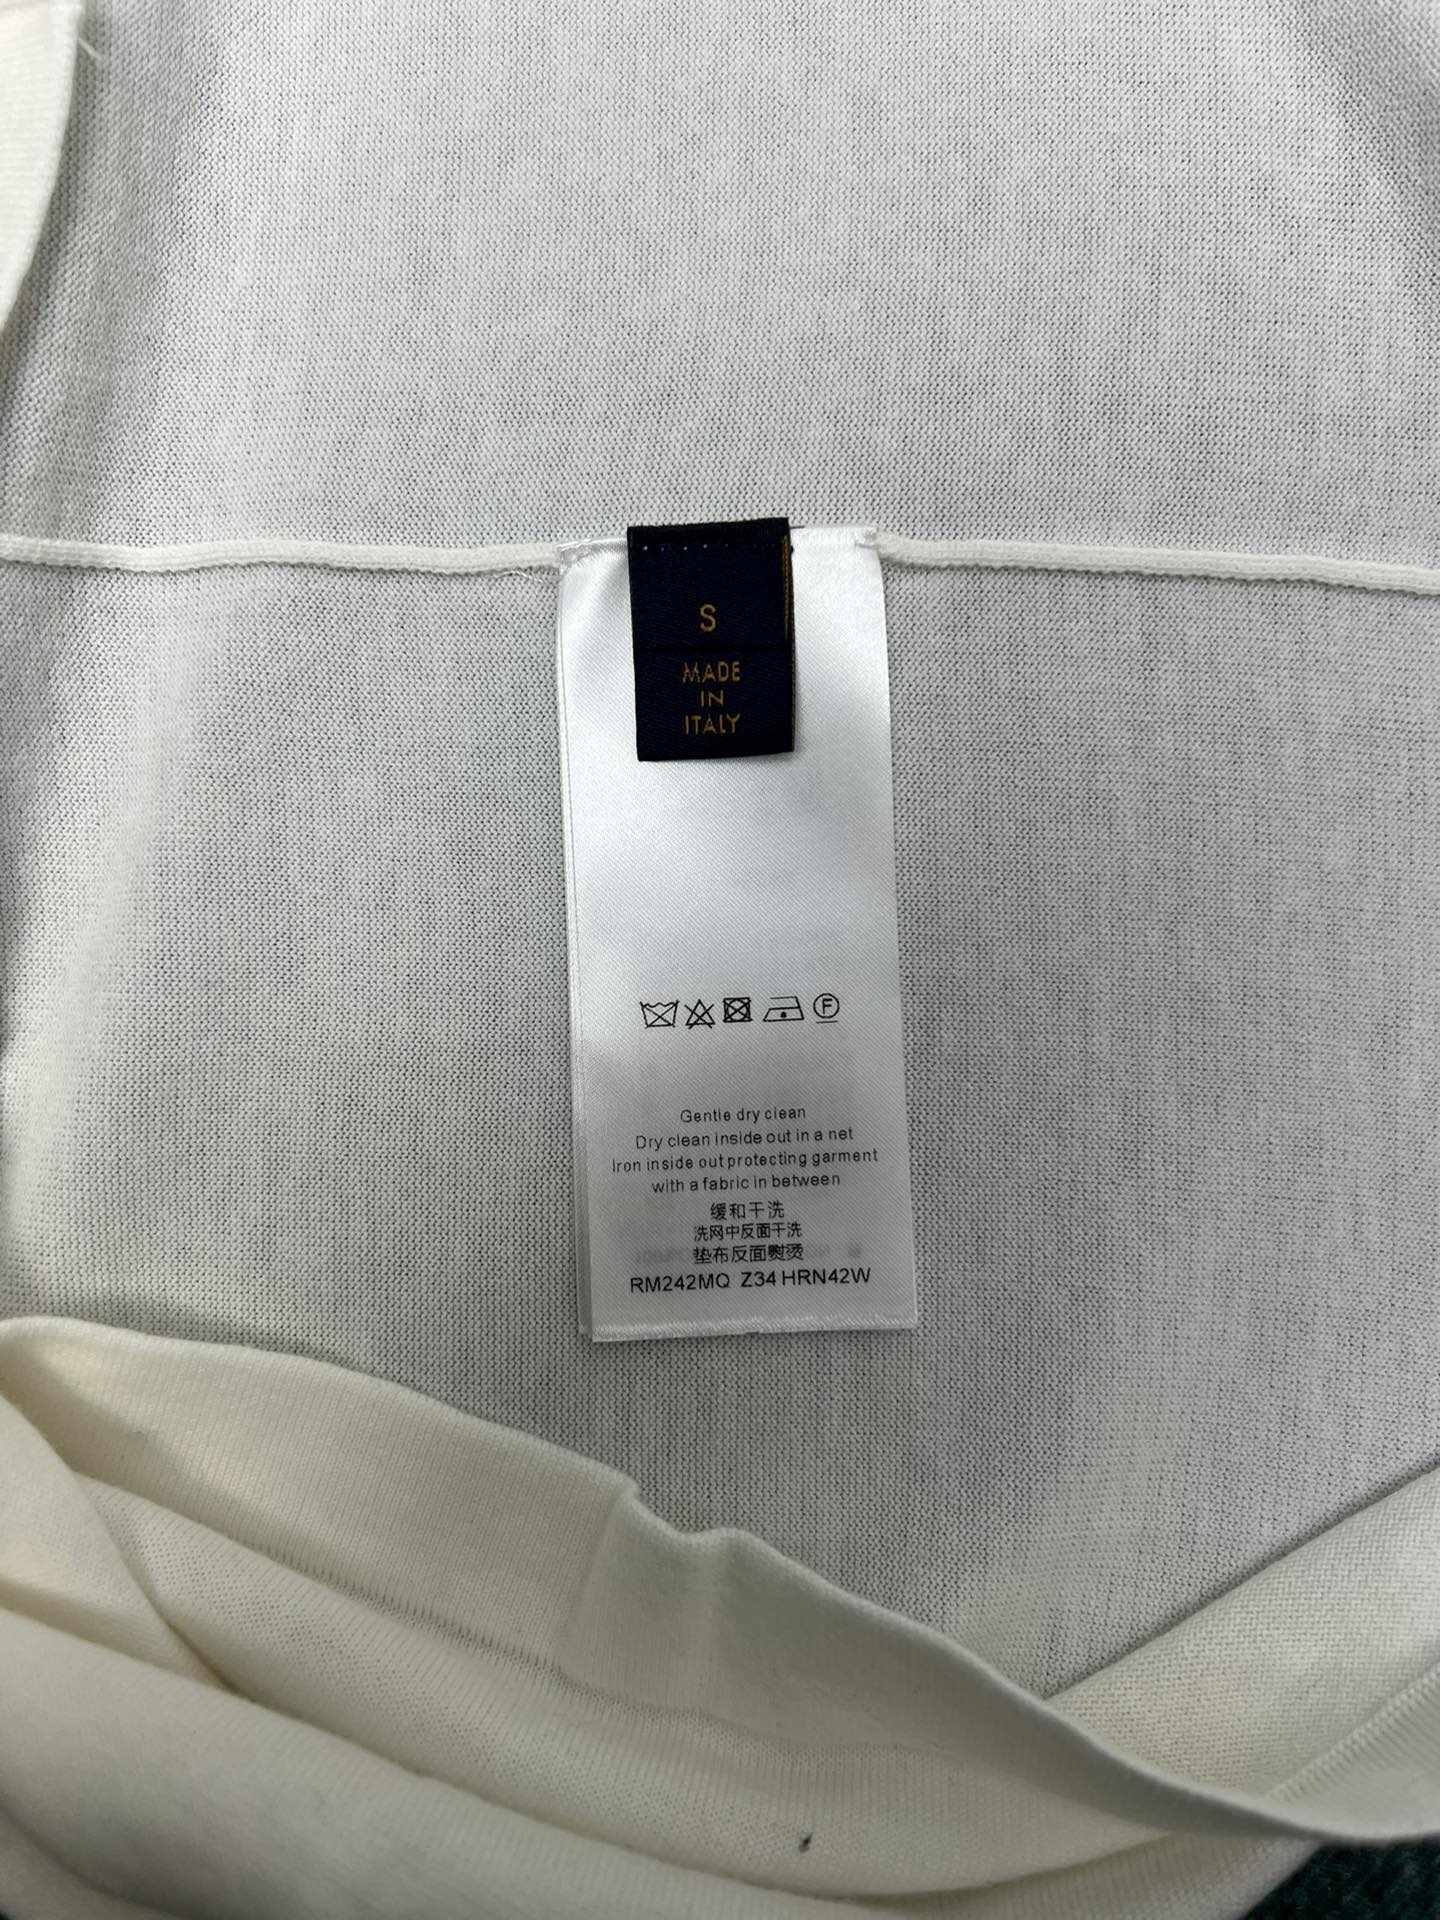 S
MADE
IN
ITALY
F
Gentle dry clean
Dry clean inside out in a net
Iron inside out protecting garment
with a fabric in between
缓和干洗
洗网中反面干洗
垫布反面熨烫
RM242MQ Z34 HRN42W